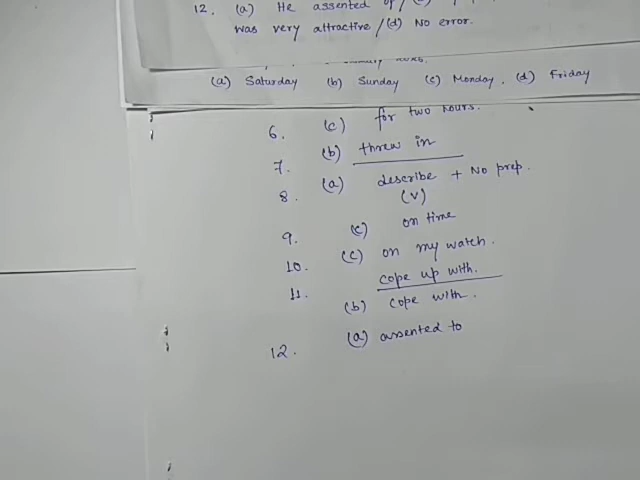 12. (a) He assented
was very attractive / (d) No error.
(a) Saturday (b) Sunday (c) Monday. (d) Friday
6. (c) for two hours.
7. (b) threw in
8. (a) describe + No prep.
(v)
9. (c) on time
10. (c) on my watch.
11. cope up with.
(b) cope with.
12. (a) assented to